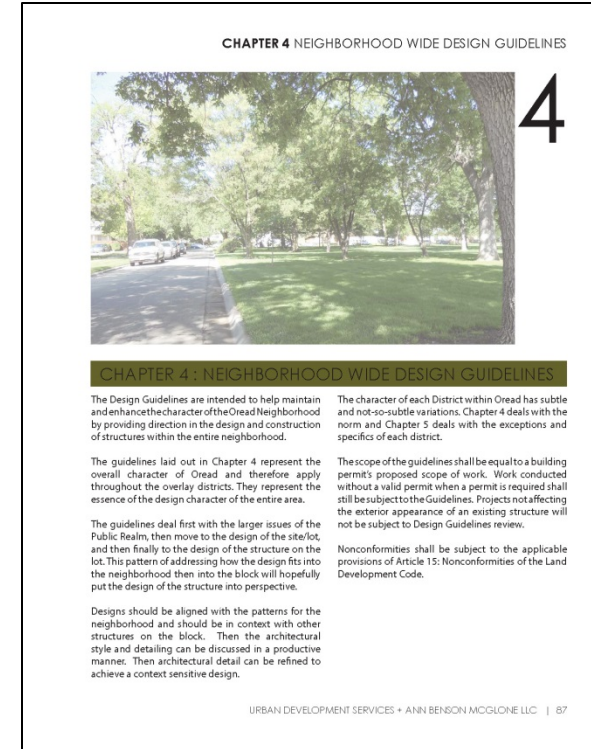 CHAPTER 4 NEIGHBORHOOD WIDE DESIGN GUIDELINES
4
CHAPTER 4 : NEIGHBORHOOD WIDE DESIGN GUIDELINES
The Design Guidelines are intended to help maintain
and enhance the character of the Oread Neighborhood
by providing direction in the design and construction
of structures within the entire neighborhood.
The guidelines laid out in Chapter 4 represent the
overall character of Oread and therefore apply
throughout the overlay districts. They represent the
essence of the design character of the entire area.
The guidelines deal first with the larger issues of the
Public Realm, then move to the design of the site/lot,
and then finally to the design of the structure on the
lot. This pattern of addressing how the design fits into
the neighborhood then into the block will hopefully
put the design of the structure into perspective.
Designs should be aligned with the patterns for the
neighborhood and should be in context with other
structures on the block. Then the architectural
style and detailing can be discussed in a productive
manner. Then architectural detail can be refined to
achieve a context sensitive design.
The character of each District within Oread has subtle
and not-so-subtle variations. Chapter 4 deals with the
norm and Chapter 5 deals with the exceptions and
specifics of each district.
The scope of the guidelines shall be equal to a building
permit's proposed scope of work. Work conducted
without a valid permit when a permit is required shall
still be subject to the Guidelines. Projects not affecting
the exterior appearance of an existing structure will
not be subject to Design Guidelines review.
Nonconformities shall be subject to the applicable
provisions of Article 15: Nonconformities of the Land
Development Code.
URBAN DEVELOPMENT SERVICES + ANN BENSON MCGLONE LLC | 87